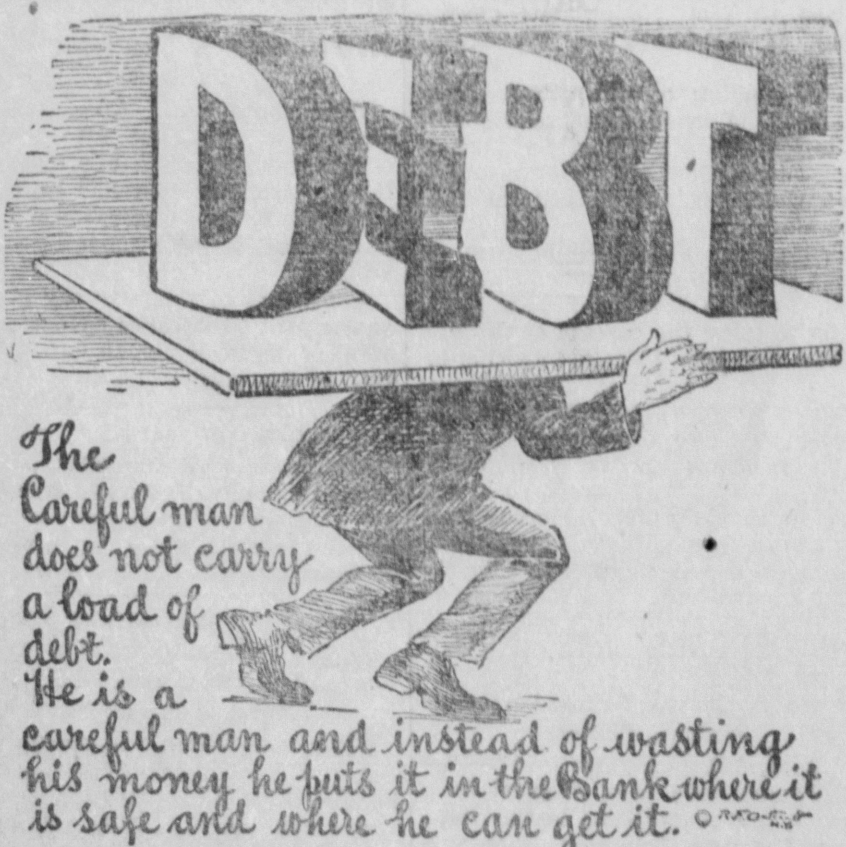 DEBT
The
Careful man
does not carry
a load of
debt.
He is a
careful man and instead of wasting
his money he puts it in the Bank where it
is safe and where he can get it. ©